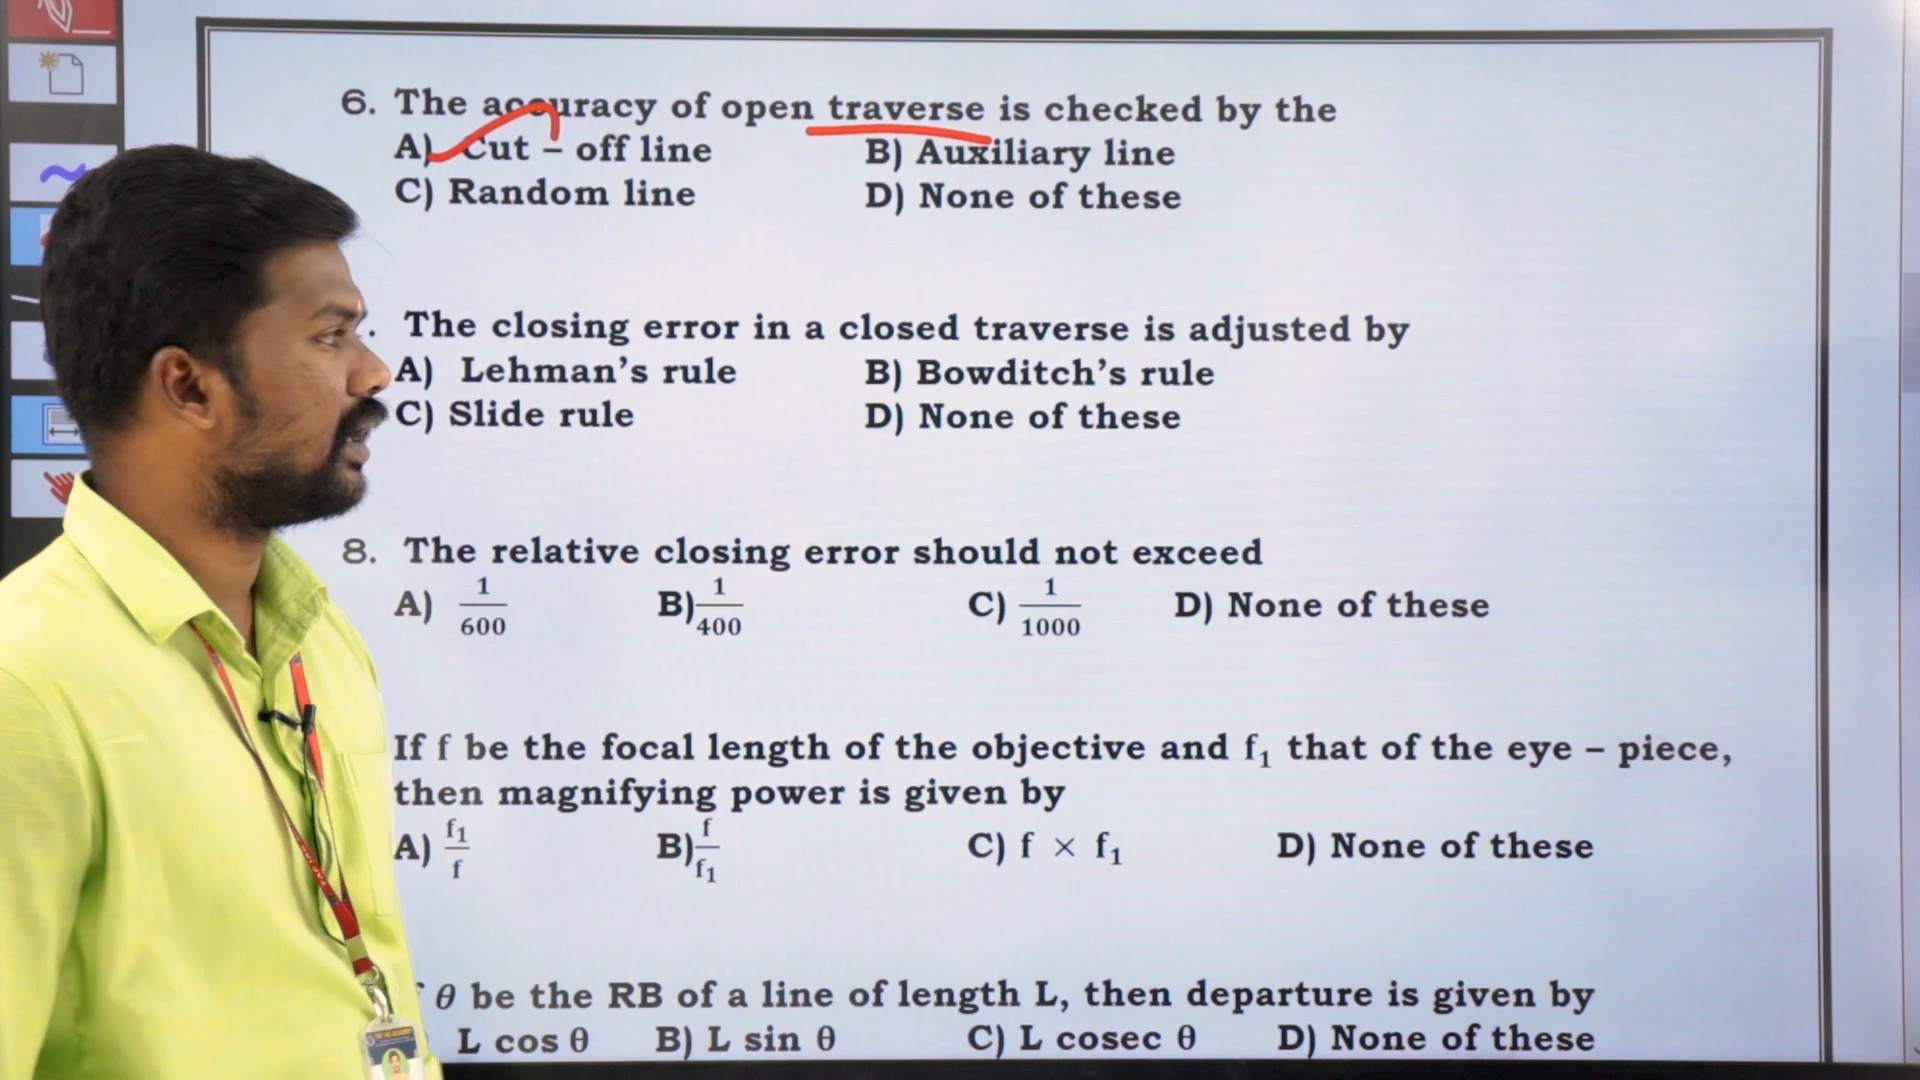 6. The accuracy of open traverse is checked by the
A) Cut – off line B) Auxiliary line
C) Random line D) None of these
. The closing error in a closed traverse is adjusted by
A) Lehman's rule B) Bowditch's rule
C) Slide rule D) None of these
8. The relative closing error should not exceed
A) 1/600 B) 1/400 C) 1/1000 D) None of these
If f be the focal length of the objective and f₁ that of the eye – piece,
then magnifying power is given by
A) f₁/f B) f/f₁ C) f × f₁ D) None of these
θ be the RB of a line of length L, then departure is given by
L cos θ B) L sin θ C) L cosec θ D) None of these